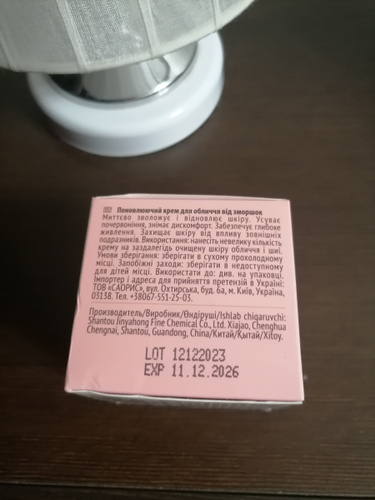 Поновлюючий крем для обличчя від зморшок
Миттєво зволожує і відновлює шкіру. Усуває
почервоніння, знімає дискомфорт. Забезпечує глибоке
живлення. Захищає шкіру від впливу зовнішніх
подразників. Використання: нанесіть невелику кількість
крему на заздалегідь очищену шкіру обличчя і шиї.
Умови зберігання: зберігати в сухому прохолодному
місці. Запобіжні заходи: зберігати в недоступному
для дітей місці. Використати до: див. на упаковці.
Імпортер і адреса для прийняття претензій в Україні:
ТОВ "САОРИС", вул. Охтирська, буд. 6а, м. Київ, Україна,
03138. Тел. +38067-551-25-03.
Производитель/Виробник/Өндіруші/Ishlab chigaruvchi:
Shantou Jinyahong Fine Chemical Co., Ltd. Xiajao, Chenghua
Chengnai, Shantou, Guandong, China/Китай/Қытай/Xitoy.
LOT 12122023
EXP 11.12.2026